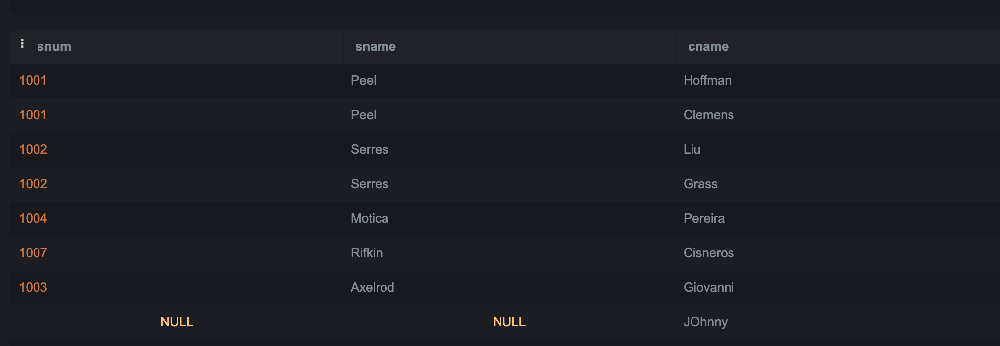 snum sname cname
1001 Peel Hoffman
1001 Peel Clemens
1002 Serres Liu
1002 Serres Grass
1004 Motica Pereira
1007 Rifkin Cisneros
1003 Axelrod Giovanni
NULL NULL JOhnny